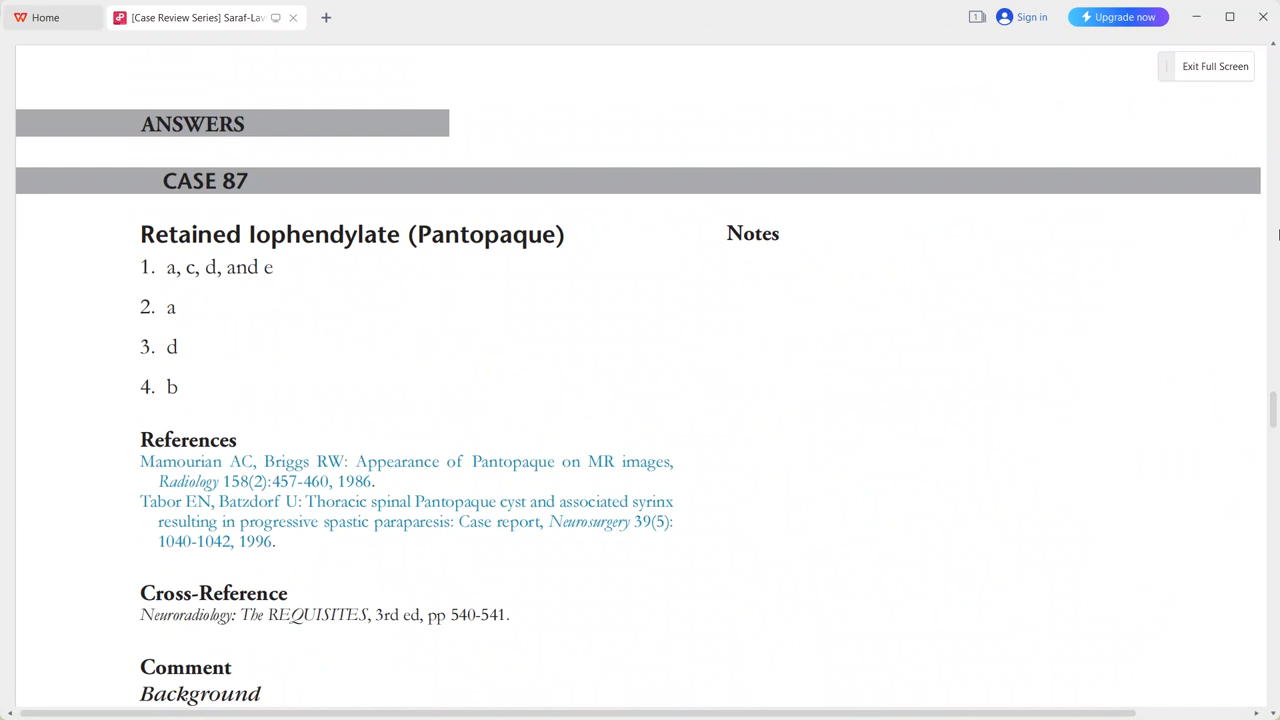 Home
[Case Review Series] Saraf-Lav
Sign in
Upgrade now
Exit Full Screen
ANSWERS
CASE 87
Retained Iophendylate (Pantopaque)
1. a, c, d, and e
2. a
3. d
4. b
References
Mamourian AC, Briggs RW: Appearance of Pantopaque on MR images,
Radiology 158(2):457-460, 1986.
Tabor EN, Batzdorf U: Thoracic spinal Pantopaque cyst and associated syrinx
resulting in progressive spastic paraparesis: Case report, Neurosurgery 39(5):
1040-1042, 1996.
Cross-Reference
Neuroradiology: The REQUISITES, 3rd ed, pp 540-541.
Comment
Background
Notes